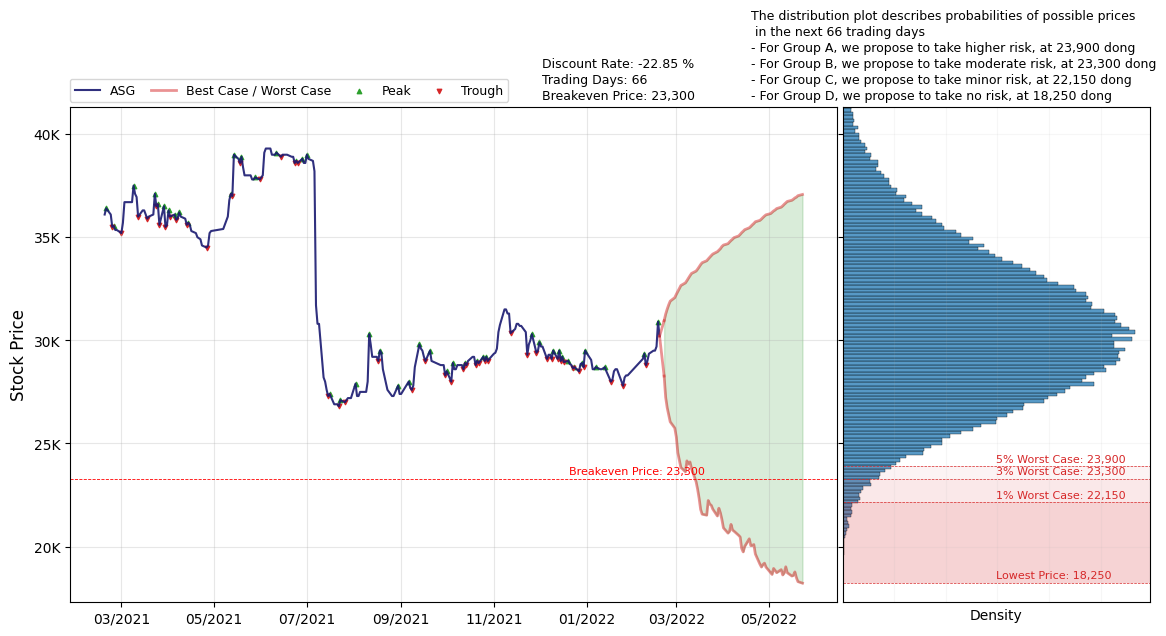 The distribution plot describes probabilities of possible prices
in the next 66 trading days
- For Group A, we propose to take higher risk, at 23,900 dong
- For Group B, we propose to take moderate risk, at 23,300 dong
- For Group C, we propose to take minor risk, at 22,150 dong
- For Group D, we propose to take no risk, at 18,250 dong
Discount Rate: -22.85 %
Trading Days: 66
Breakeven Price: 23,300
ASG
Best Case / Worst Case
Peak
Trough
Stock Price
40K
35K
30K
25K
20K
Breakeven Price: 23,300
5% Worst Case: 23,900
3% Worst Case: 23,300
1% Worst Case: 22,150
Lowest Price: 18,250
03/2021
05/2021
07/2021
09/2021
11/2021
01/2022
03/2022
05/2022
Density